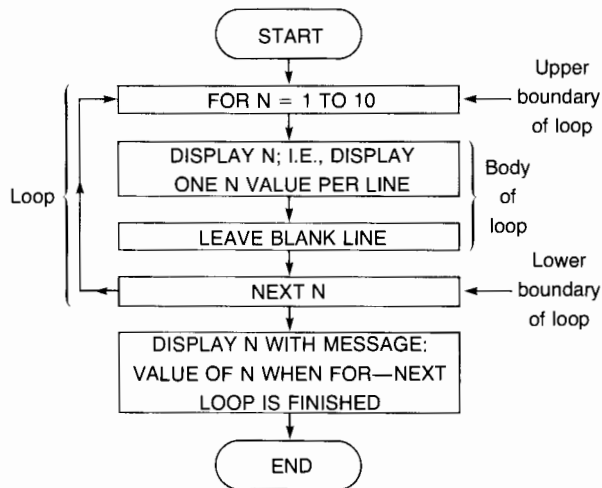 START
FOR N = 1 TO 10
Upper
boundary
of loop
DISPLAY N; I.E., DISPLAY
ONE N VALUE PER LINE
Loop
Body
of
loop
LEAVE BLANK LINE
NEXT N
Lower
boundary
of loop
DISPLAY N WITH MESSAGE:
VALUE OF N WHEN FOR—NEXT
LOOP IS FINISHED
END